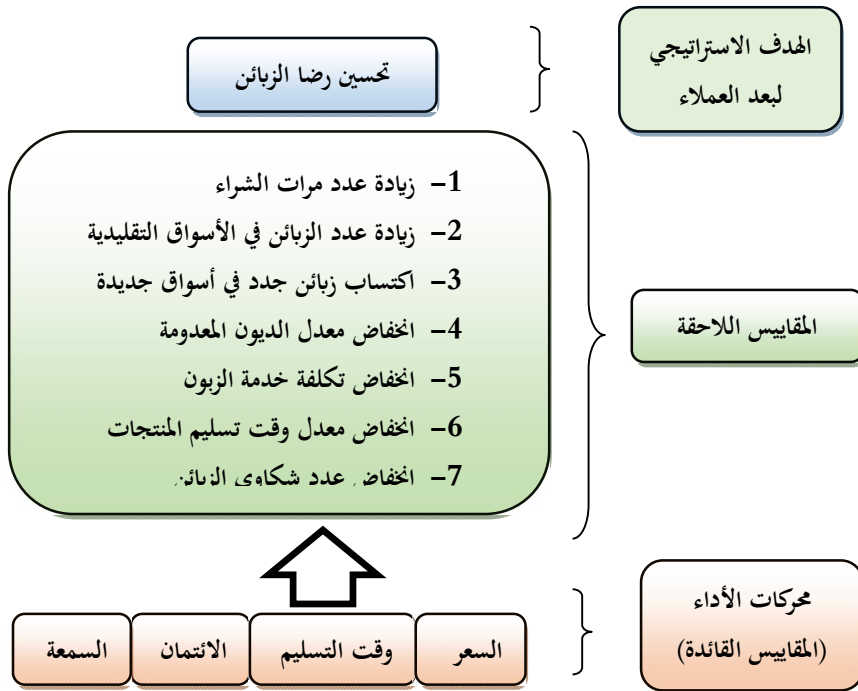 الهدف الاستراتيجي
لبعد العملاء
تحسين رضا الزبائن
1- زيادة عدد مرات الشراء
2- زيادة عدد الزبائن في الأسواق التقليدية
3- اكتساب زبائن جدد في أسواق جديدة
4- انخفاض معدل الديون المعدومة
5- انخفاض تكلفة خدمة الزبون
6- انخفاض معدل وقت تسليم المنتجات
7- انخفاض عدد شكاوى الزبائن
المقاييس اللاحقة
محركات الأداء
(المقاييس القائدة)
السعر
وقت التسليم
الائتمان
السمعة